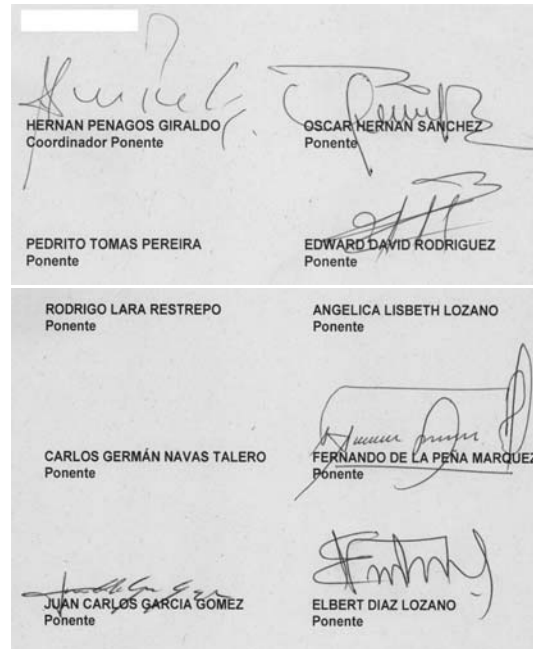 HERNAN PENAGOS GIRALDO
Coordinador Ponente
OSCAR HERNAN SANCHEZ
Ponente
PEDRITO TOMAS PEREIRA
Ponente
EDWARD DAVID RODRIGUEZ
Ponente
RODRIGO LARA RESTREPO
Ponente
ANGELICA LISBETH LOZANO
Ponente
CARLOS GERMÁN NAVAS TALERO
Ponente
FERNANDO DE LA PEÑA MARQUEZ
Ponente
JUAN CARLOS GARCIA GOMEZ
Ponente
ELBERT DIAZ LOZANO
Ponente